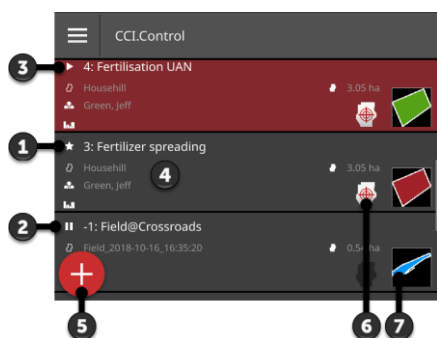 CCI.Control
3
4: Fertilisation UAN
Househill
3.05 ha
Green, Jeff
1
3: Fertilizer spreading
Househill
4
3.05 ha
Green, Jeff
2
-1: Field@Crossroads
Field_2018-10-16_16:35:20
0.54 ha
5
6
7